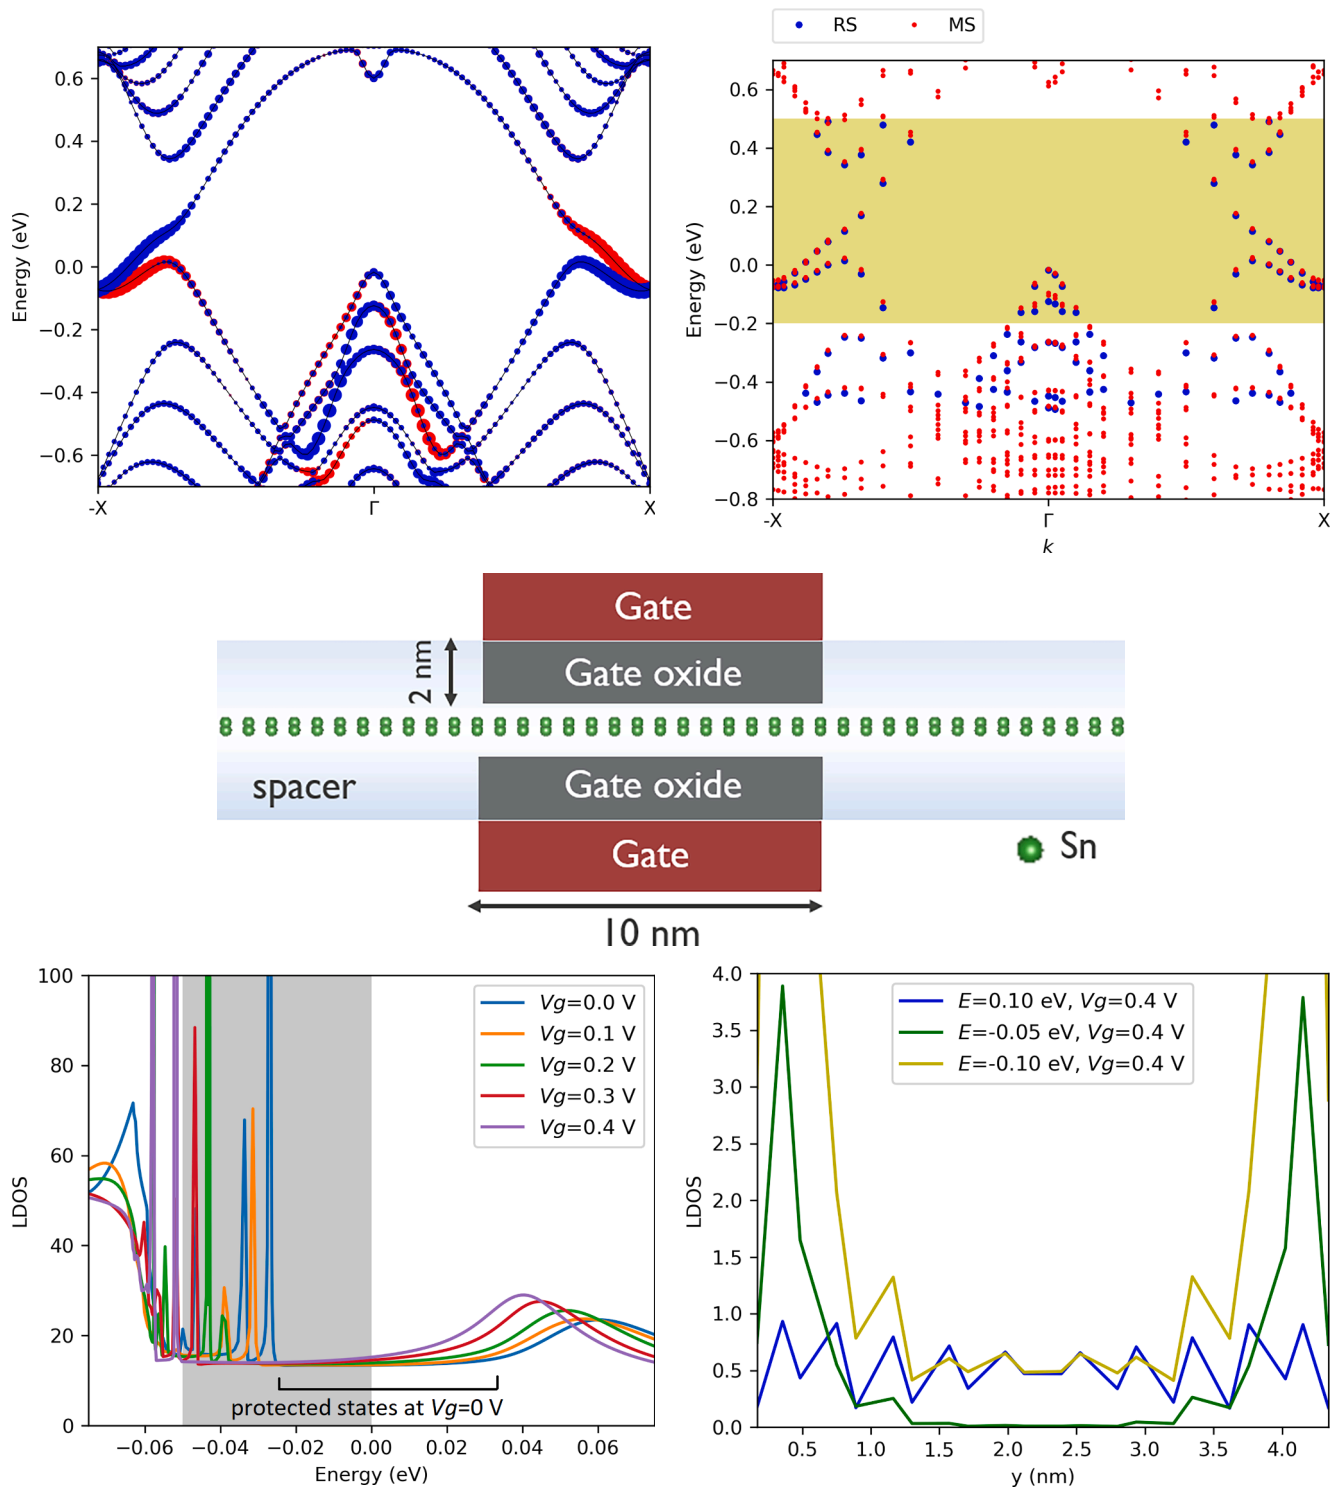 RS MS
Energy (eV)
0.6
0.4
0.2
0.0
−0.2
−0.4
−0.6
-X Γ X
Energy (eV)
0.6
0.4
0.2
0.0
−0.2
−0.4
−0.6
−0.8
-X Γ X
k
Gate
2 nm
Gate oxide
spacer
Gate oxide
Gate
Sn
10 nm
LDOS
100
80
60
40
20
0
Vg=0.0 V
Vg=0.1 V
Vg=0.2 V
Vg=0.3 V
Vg=0.4 V
protected states at Vg=0 V
−0.06 −0.04 −0.02 0.00 0.02 0.04 0.06
Energy (eV)
LDOS
4.0
3.5
3.0
2.5
2.0
1.5
1.0
0.5
0.0
E=0.10 eV, Vg=0.4 V
E=-0.05 eV, Vg=0.4 V
E=-0.10 eV, Vg=0.4 V
0.5 1.0 1.5 2.0 2.5 3.0 3.5 4.0
y (nm)